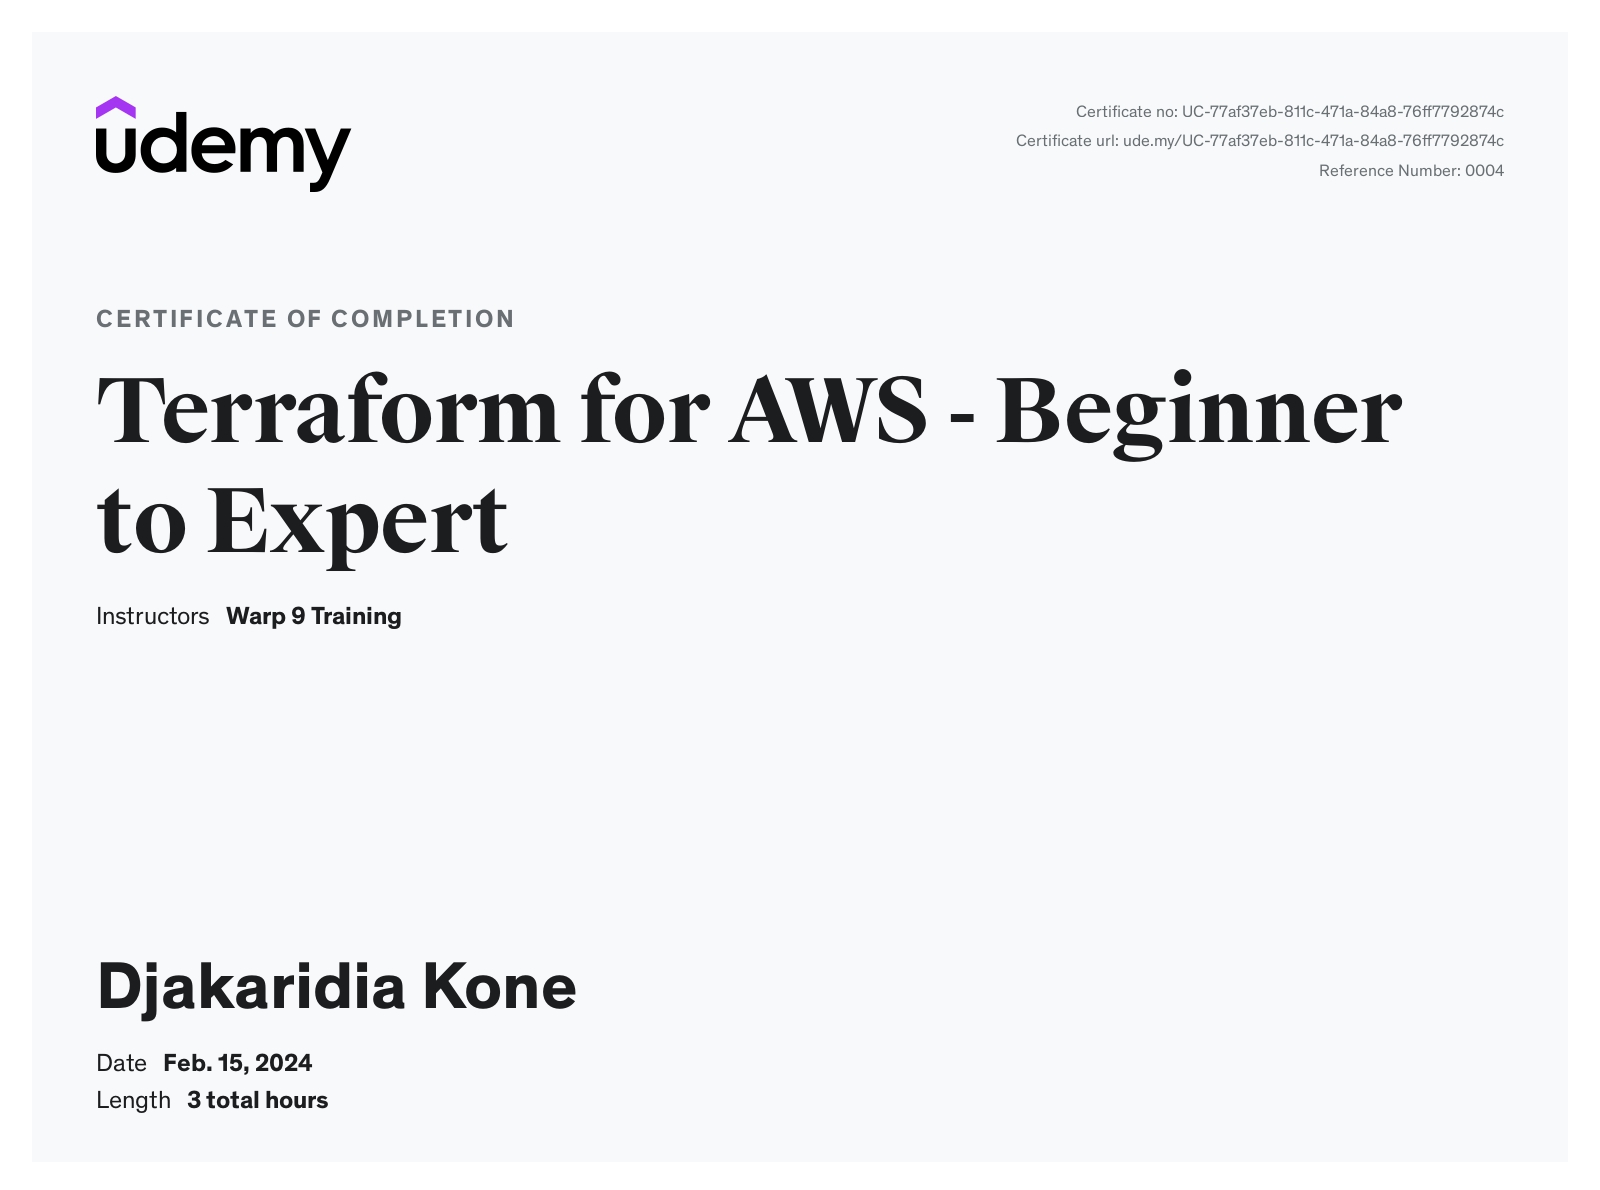 udemy
Certificate no: UC-77af37eb-811c-471a-84a8-76ff7792874c
Certificate url: ude.my/UC-77af37eb-811c-471a-84a8-76ff7792874c
Reference Number: 0004
CERTIFICATE OF COMPLETION
Terraform for AWS - Beginner
to Expert
Instructors Warp 9 Training
Djakaridia Kone
Date Feb. 15, 2024
Length 3 total hours